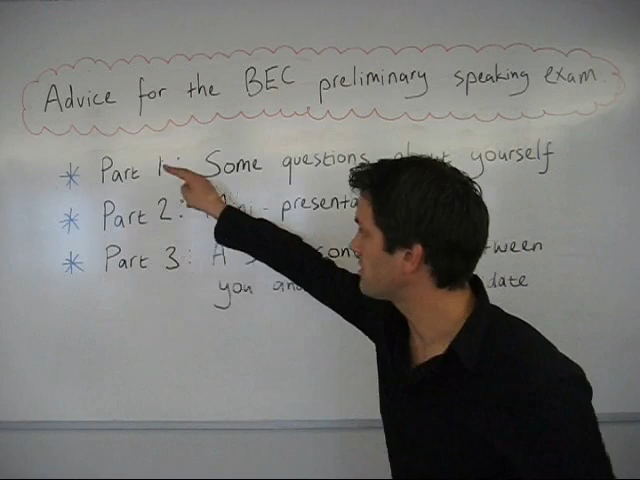 Advice for the BEC preliminary speaking exam
* Part 1: Some questions about yourself
* Part 2: - presenta
* Part 3: A
you and date